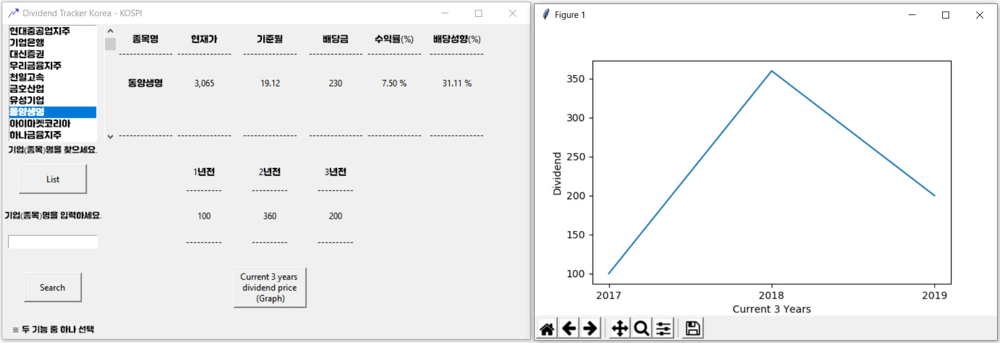 Dividend Tracker Korea - KOSPI
현대중공업지주
기업은행
대신증권
우리금융지주
천일고속
금호산업
유성기업
동양생명
아이마켓코리아
하나금융지주
기업(종목)명을 찾으세요.
List
기업(종목)명을 입력하세요.
Search
※ 두 기능 중 하나 선택
종목명 현재가 기준월 배당금 수익률(%) 배당성향(%)
--------------- --------------- --------------- --------------- --------------- ---------------
동양생명 3,065 19.12 230 7.50 % 31.11 %
--------------- --------------- --------------- --------------- --------------- ---------------
1년전 2년전 3년전
---------- ---------- ----------
100 360 200
---------- ---------- ----------
Current 3 years
dividend price
(Graph)
Figure 1
350
300
250
200
150
100
Dividend
2017 2018 2019
Current 3 Years